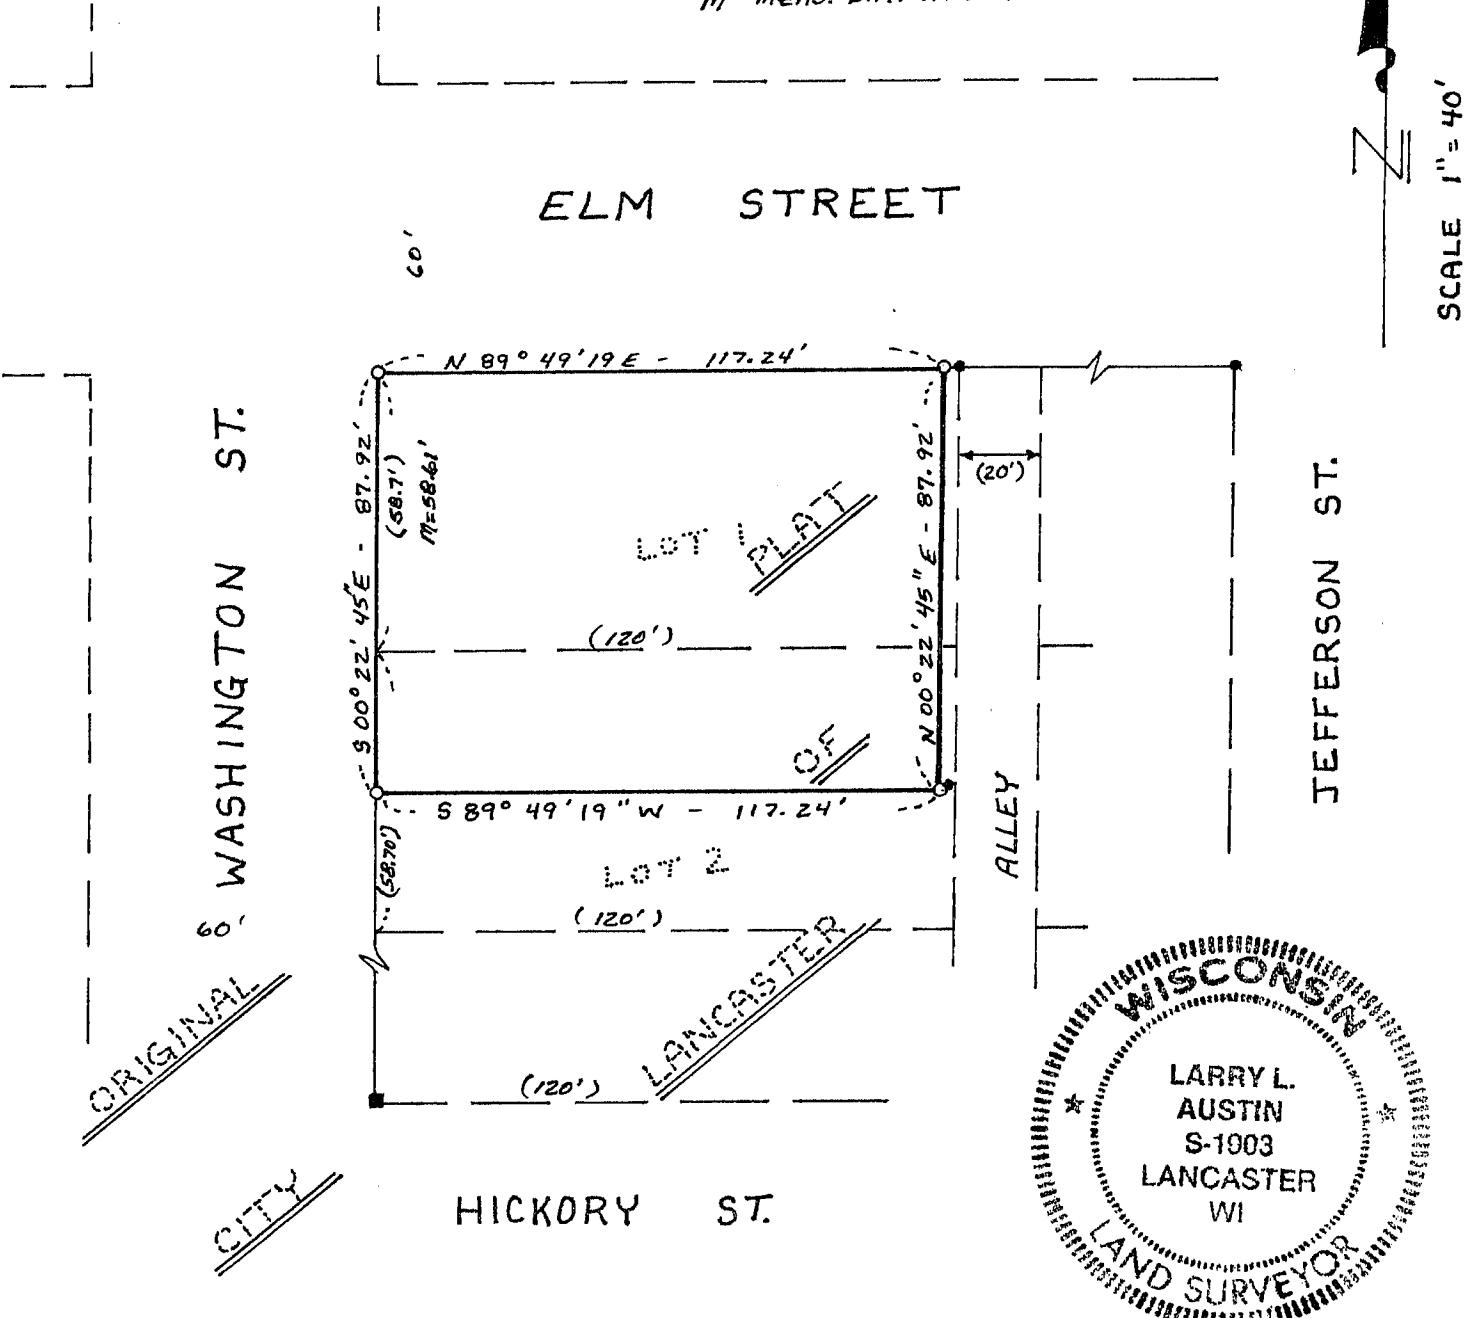 ELM STREET
60'
SCALE 1" = 40'
N
N 89° 49' 19 E - 117.24'
S 00° 22' 45" E - 87.92'
(58.7')
M=58.61'
LOT 1
PLAT
N 00° 22' 45" E - 87.92'
(20')
WASHINGTON ST.
JEFFERSON ST.
(120')
OF
S 89° 49' 19" W - 117.24'
(58.70')
LOT 2
ALLEY
60'
(120')
ORIGINAL
LANCASTER
(120')
CITY
HICKORY ST.
WISCONSIN
LARRY L.
AUSTIN
S-1003
LANCASTER
WI
LAND SURVEYOR